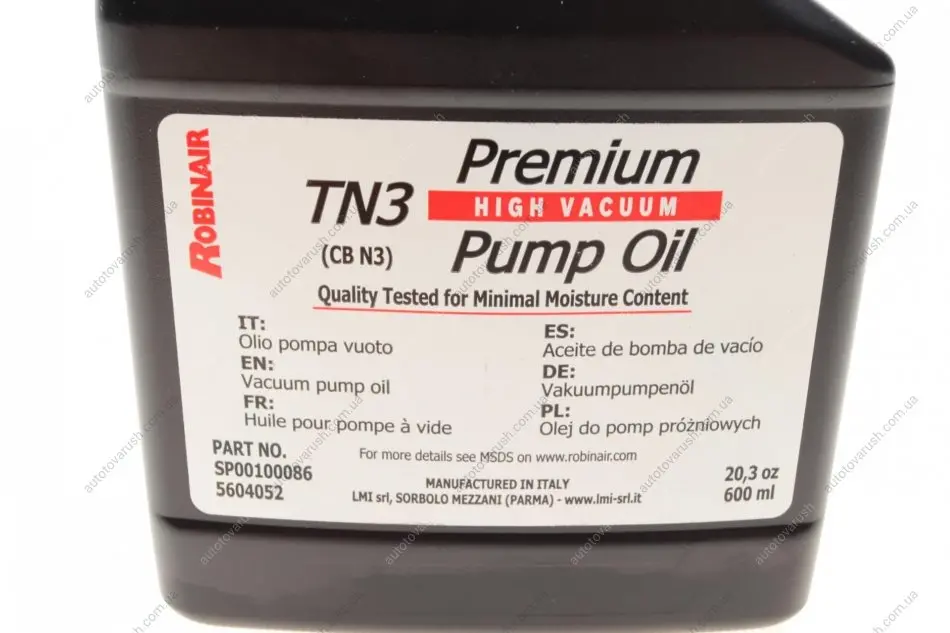 ROBINAIR
TN3
(CB N3)
Premium
HIGH VACUUM
Pump Oil
Quality Tested for Minimal Moisture Content
IT:
Olio pompa vuoto
EN:
Vacuum pump oil
FR:
Huile pour pompe à vide
ES:
Aceite de bomba de vacío
DE:
Vakuumpumpenöl
PL:
Olej do pomp próżniowych
PART NO.
SP00100086
5604052
For more details see MSDS on www.robinair.com
MANUFACTURED IN ITALY
LMI srl, SORBOLO MEZZANI (PARMA) - www.lmi-srl.it
20,3 oz
600 ml
autotovarush.com.ua